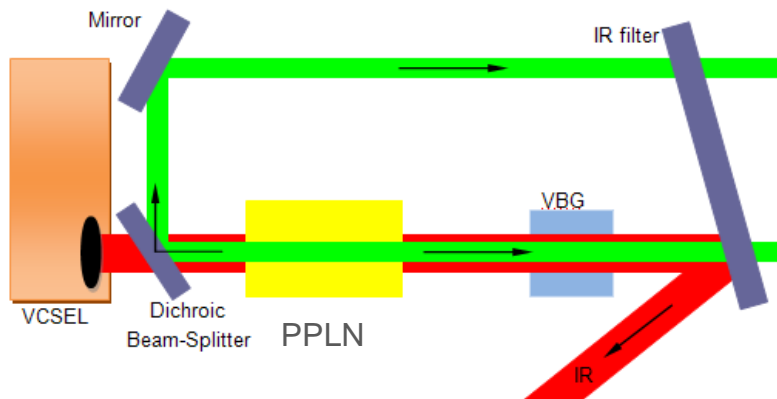 Mirror
IR filter
VBG
VCSEL
Dichroic
Beam-Splitter
PPLN
IR